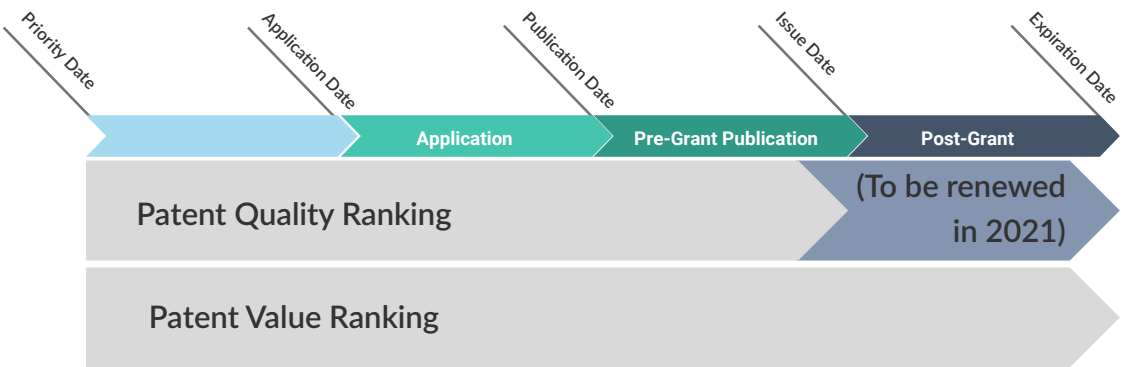 Priority Date
Application Date
Publication Date
Issue Date
Expiration Date
Application
Pre-Grant Publication
Post-Grant
Patent Quality Ranking
(To be renewed
in 2021)
Patent Value Ranking